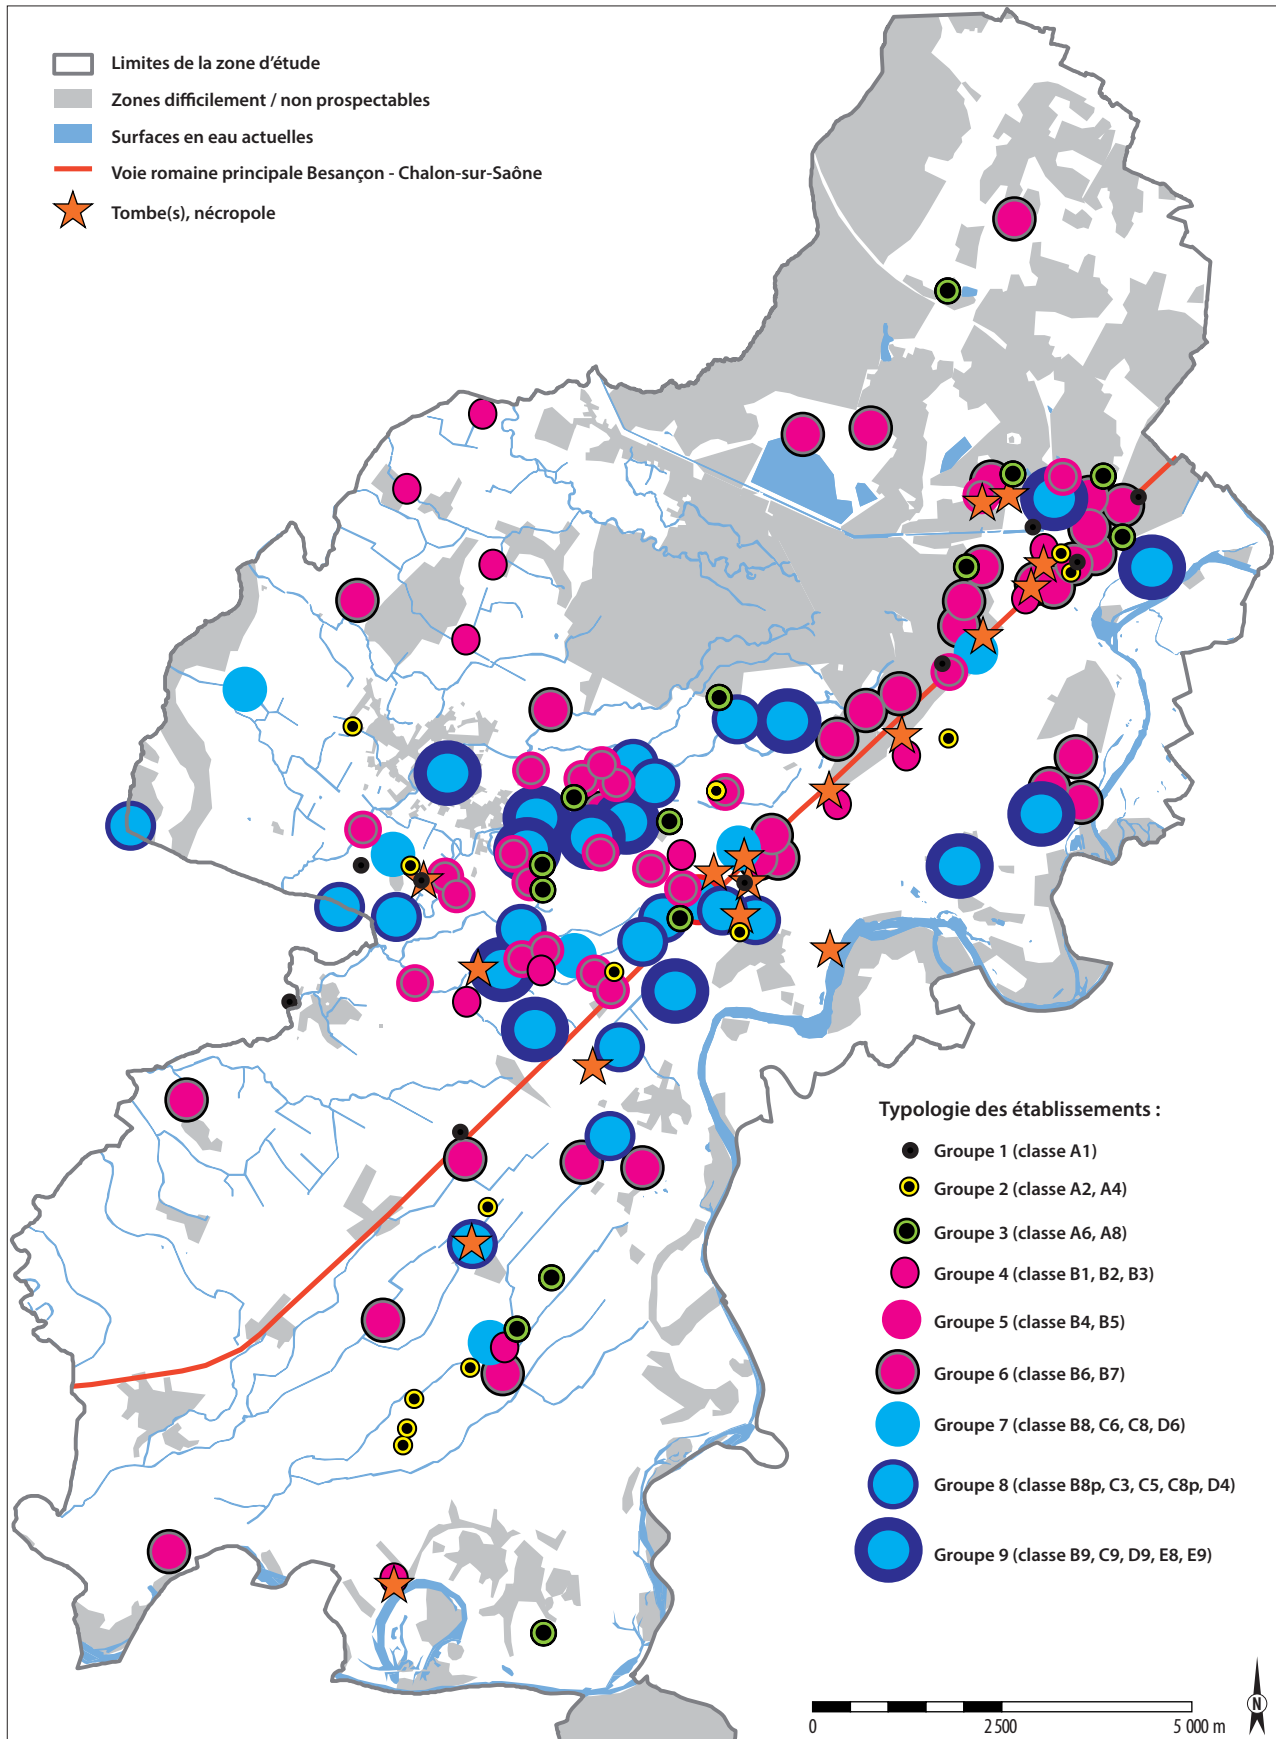 Limites de la zone d'étude
Zones difficilement / non prospectables
Surfaces en eau actuelles
Voie romaine principale Besançon - Chalon-sur-Saône
Tombe(s), nécropole
Typologie des établissements :
Groupe 1 (classe A1)
Groupe 2 (classe A2, A4)
Groupe 3 (classe A6, A8)
Groupe 4 (classe B1, B2, B3)
Groupe 5 (classe B4, B5)
Groupe 6 (classe B6, B7)
Groupe 7 (classe B8, C6, C8, D6)
Groupe 8 (classe B8p, C3, C5, C8p, D4)
Groupe 9 (classe B9, C9, D9, E8, E9)
N
0 2 500 5 000 m